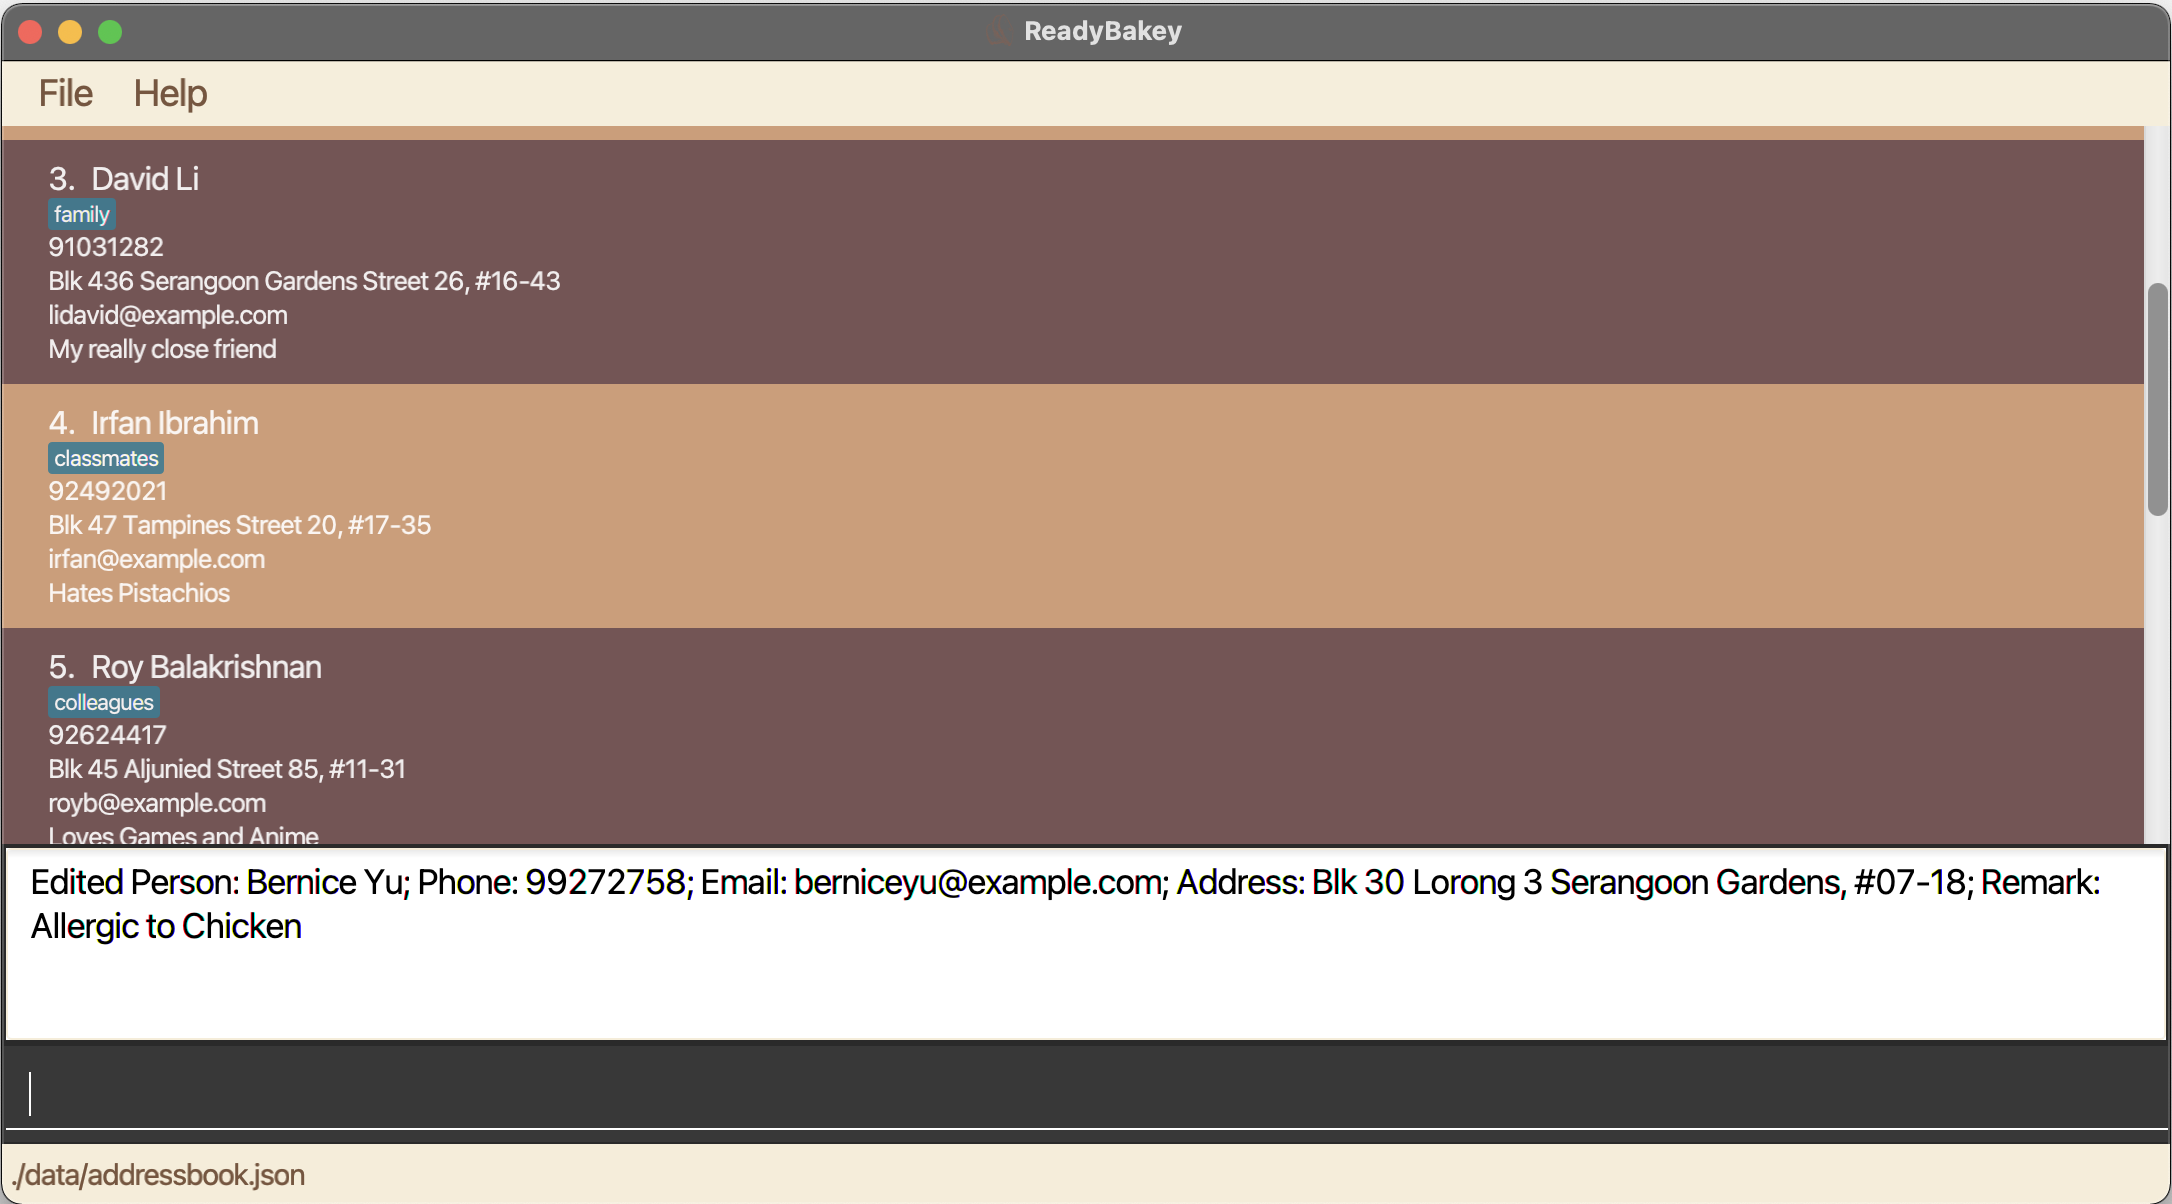 ReadyBakey
File Help
3. David Li
family
91031282
Blk 436 Serangoon Gardens Street 26, #16-43
lidavid@example.com
My really close friend
4. Irfan Ibrahim
classmates
92492021
Blk 47 Tampines Street 20, #17-35
irfan@example.com
Hates Pistachios
5. Roy Balakrishnan
colleagues
92624417
Blk 45 Aljunied Street 85, #11-31
royb@example.com
Loves Games and Anime
Edited Person: Bernice Yu; Phone: 99272758; Email: berniceyu@example.com; Address: Blk 30 Lorong 3 Serangoon Gardens, #07-18; Remark:
Allergic to Chicken
./data/addressbook.json